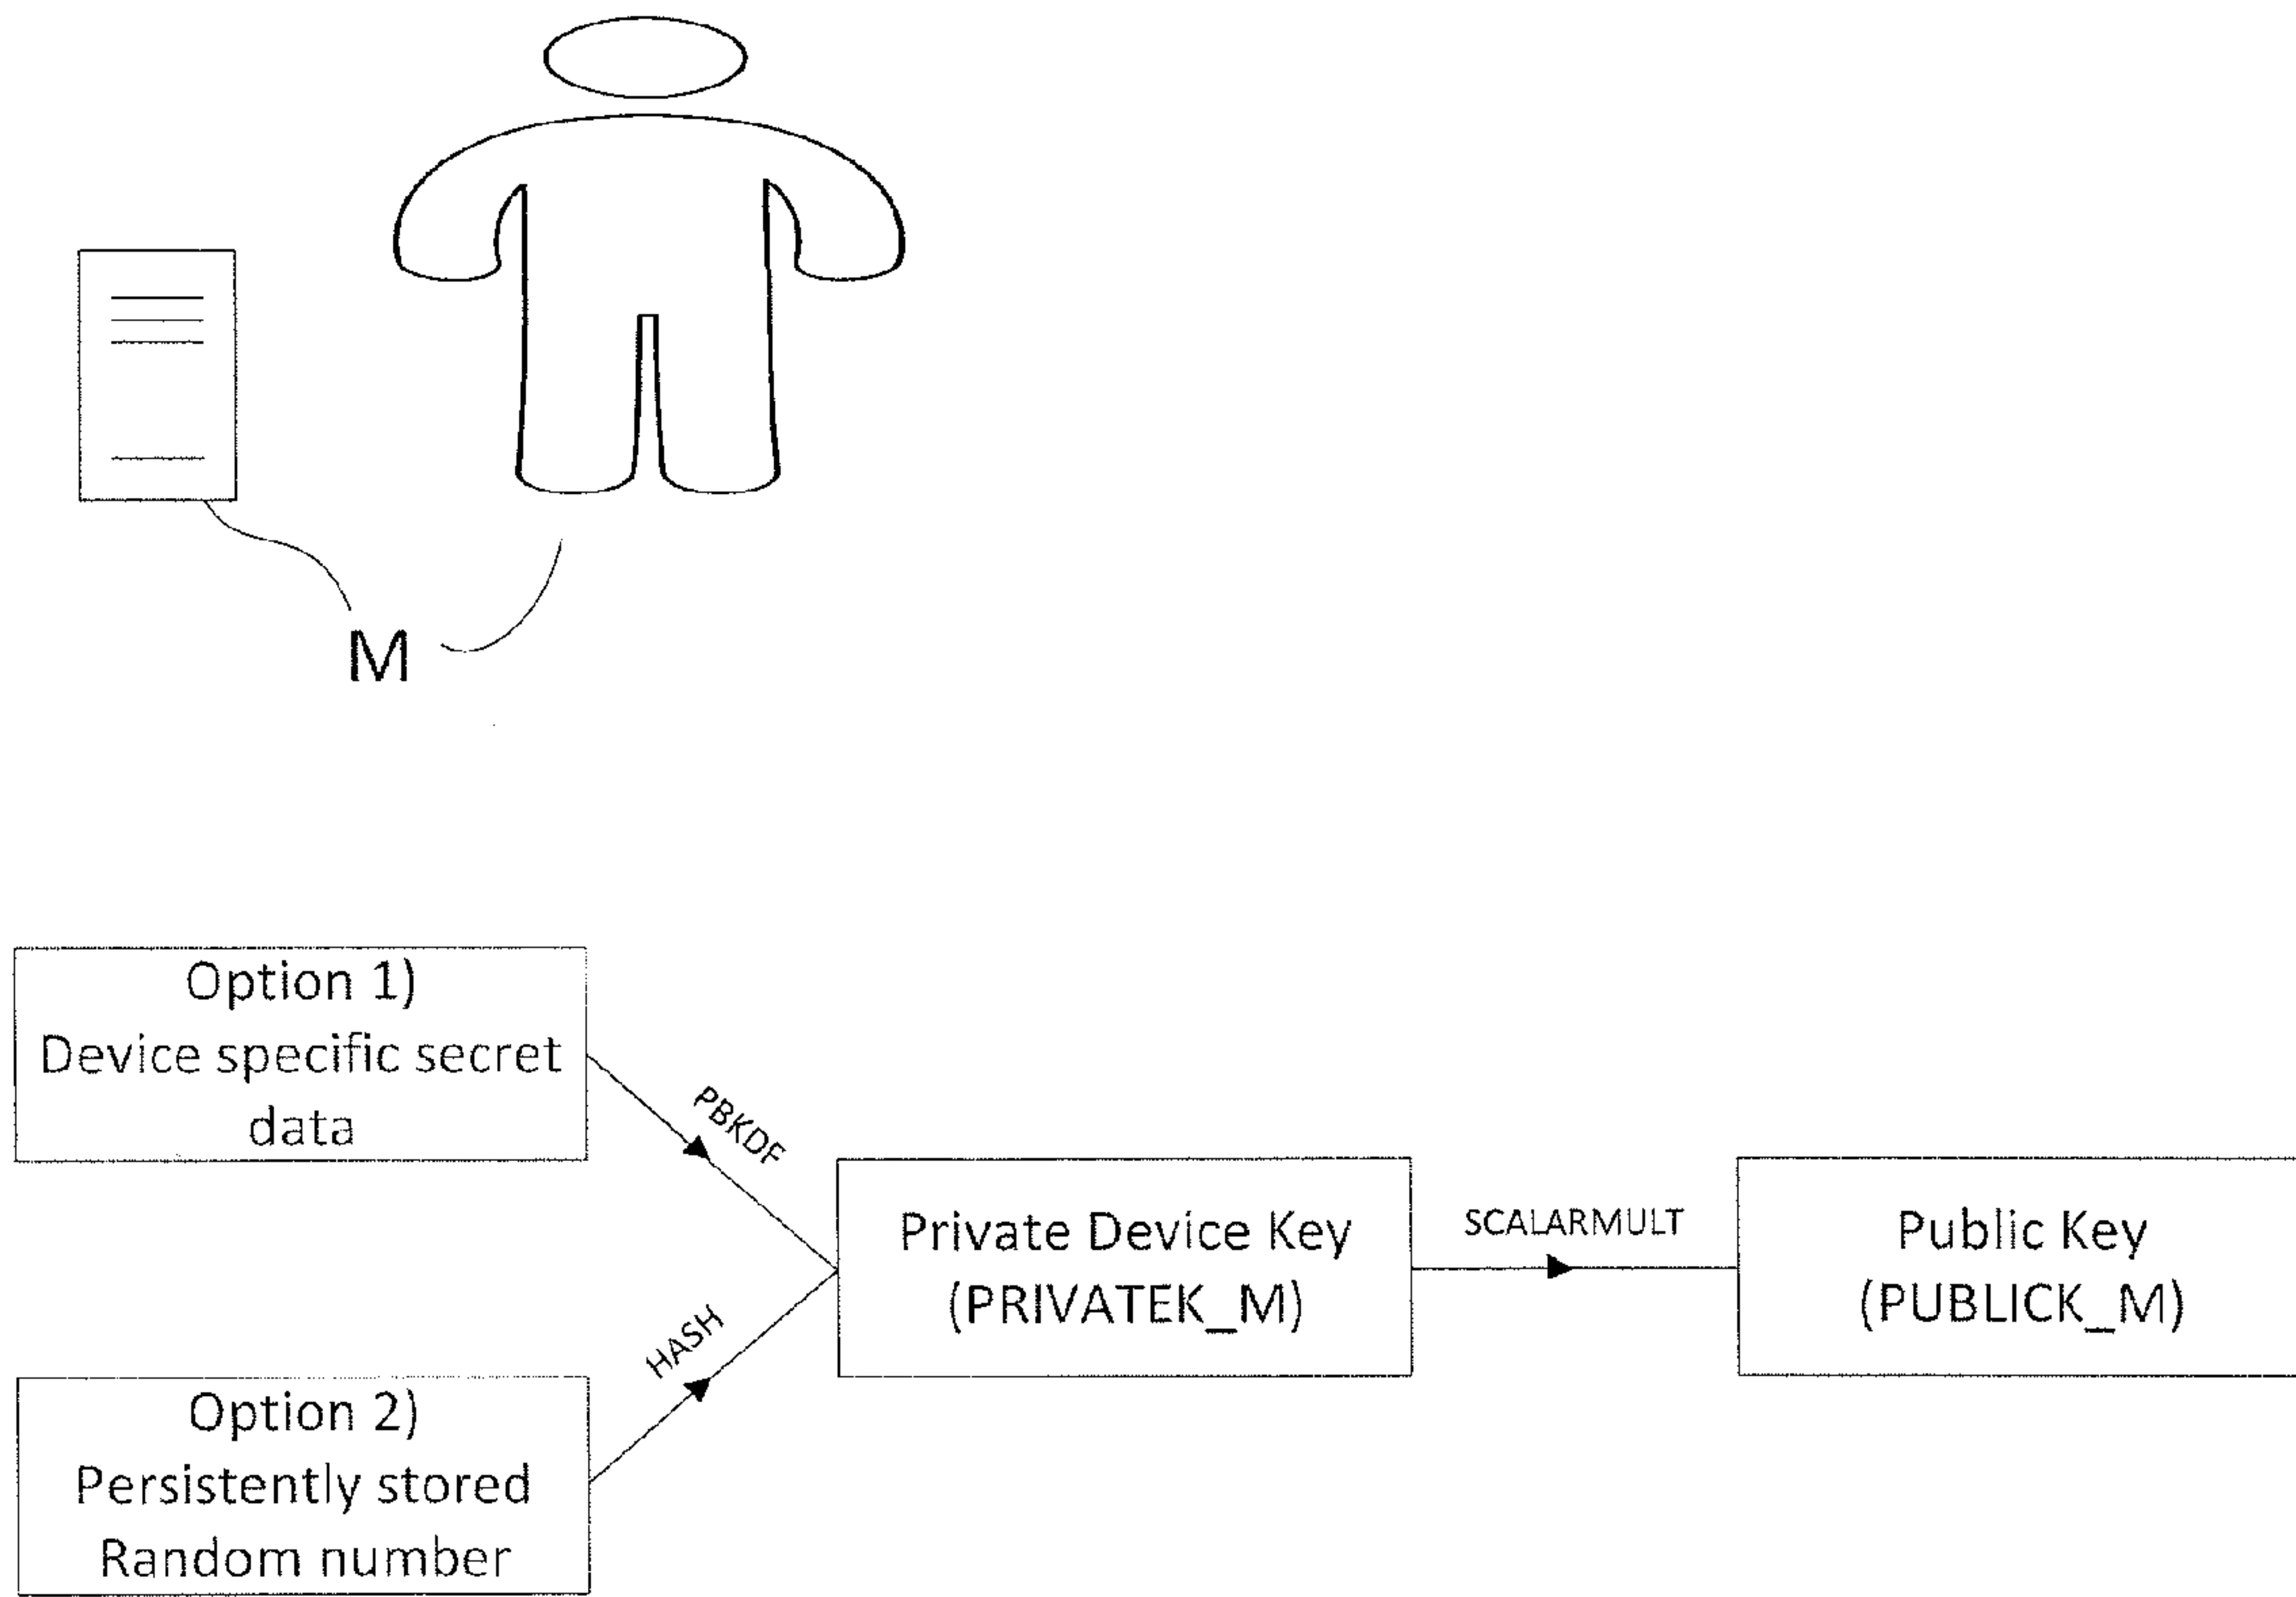 M
Option 1)
Device specific secret
data
PBKDF
Private Device Key
(PRIVATEK_M)
SCALARMULT
Public Key
(PUBLICK_M)
HASH
Option 2)
Persistently stored
Random number